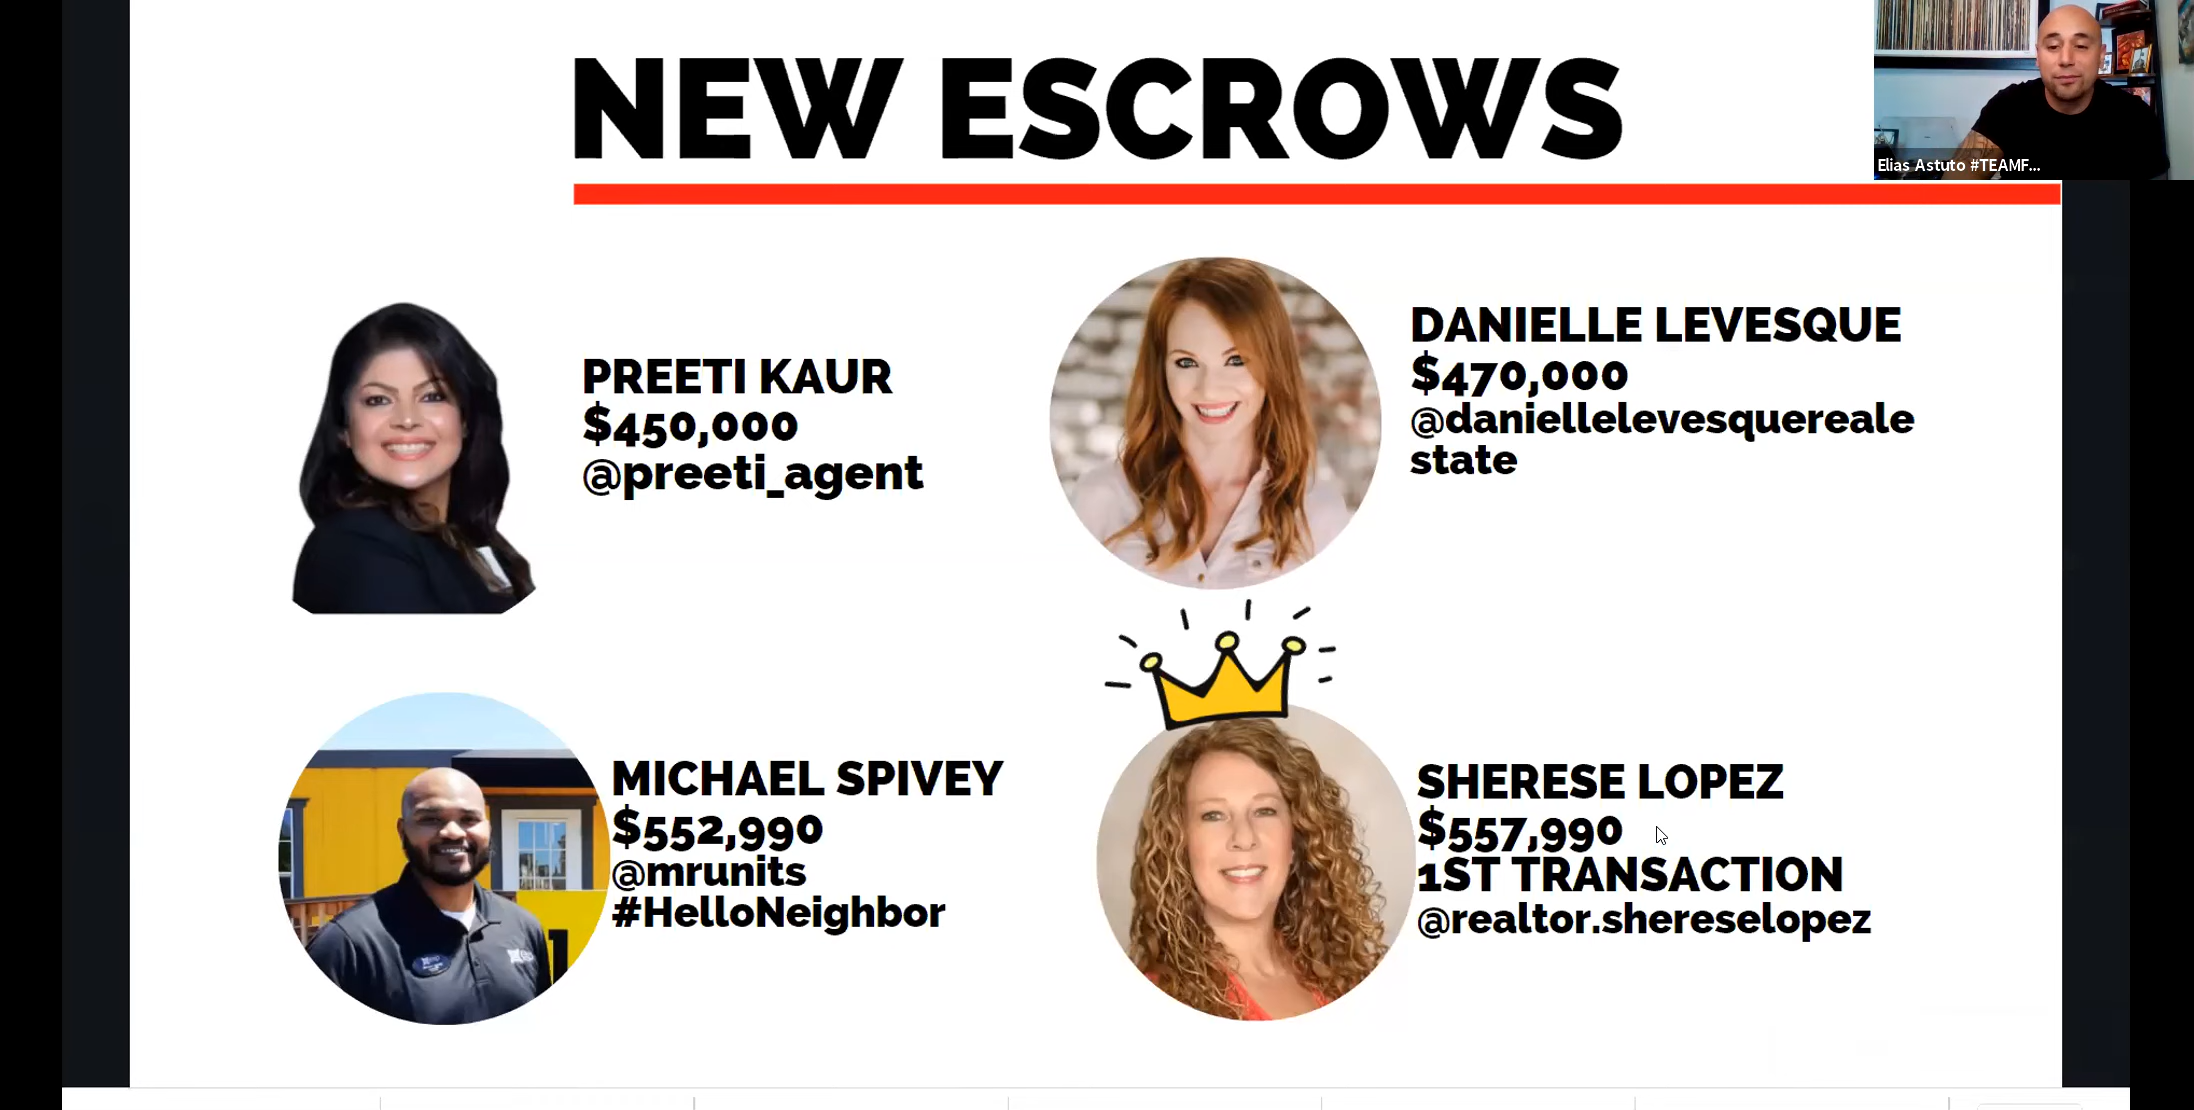 NEW ESCROWS
Elias Astuto #TEAMF...
PREETI KAUR
$450,000
@preeti_agent
DANIELLE LEVESQUE
$470,000
@daniellelevesquereale
state
MICHAEL SPIVEY
$552,990
@mrunits
#HelloNeighbor
SHERESE LOPEZ
$557,990
1ST TRANSACTION
@realtor.shereselopez